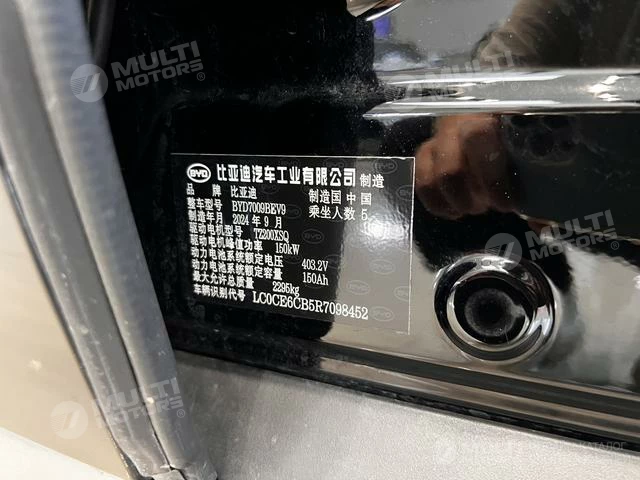 MULTI
MOTORS®
MULTI
MOTORS®
BYD 比亚迪汽车工业有限公司 制造
品 牌 比亚迪 制造国 中国
整车型号 BYD7009BEV9 乘坐人数 5
制造年月 2024 年 9 月
驱动电机型号 TZ200XSQ
驱动电机峰值功率 150kW
动力电池系统额定电压 403.2V
动力电池系统额定容量 150Ah
最大允许总质量 2295kg
车辆识别代号 LC0CE6CB5R7098452
MULTI
MOTORS
MULTI
MOTORS
КАТАЛОГ